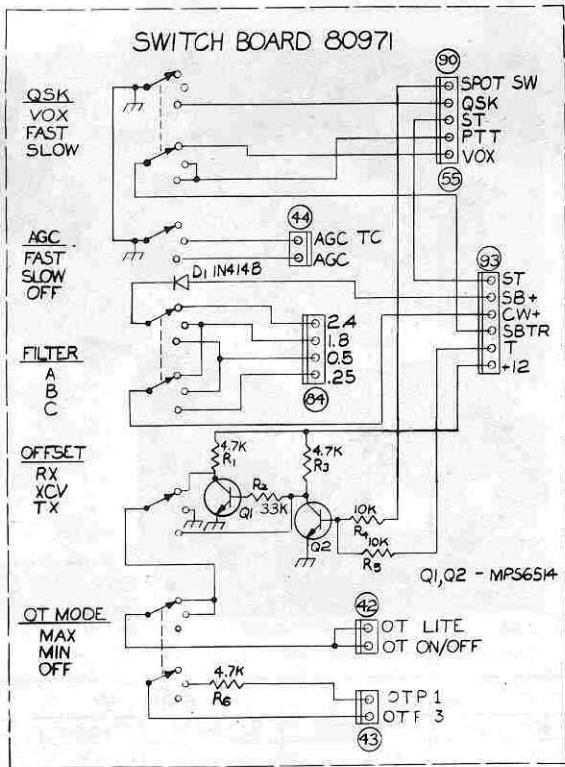 SWITCH BOARD 80971
90
SPOT SW
QSK
ST
PTT
VOX
55
QSK
VOX
FAST
SLOW
44
AGC TC
AGC
AGC
FAST
SLOW
OFF
D1 1N4148
93
ST
SB+
CW+
SBTR
T
+12
2.4
1.8
0.5
.25
84
FILTER
A
B
C
OFFSET
RX
XCV
TX
4.7K
R1
4.7K
R3
R2
33K
Q1
Q2
10K
R4
10K
R5
Q1,Q2 - MPS6514
OT MODE
MAX
MIN
OFF
42
OT LITE
OT ON/OFF
4.7K
R6
OTP 1
OTP 3
43